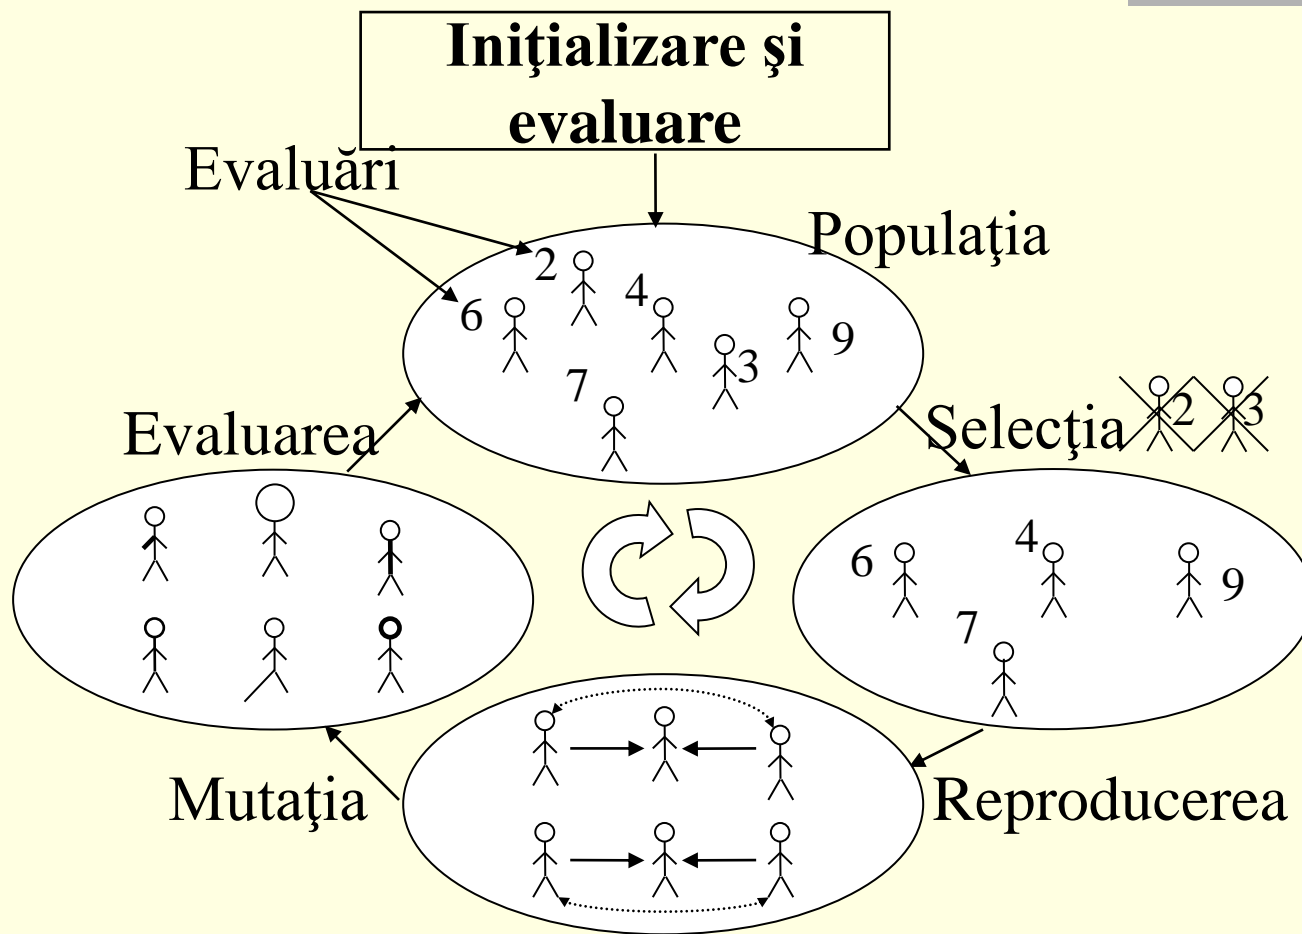 Iniţializare şi
evaluare
Evaluări
Populaţia
2
4
6
9
3
7
Evaluarea
Selecţia
2
3
6
4
9
7
Mutaţia
Reproducerea